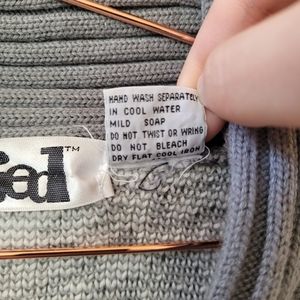 HAND WASH SEPARATELY
IN COOL WATER
MILD SOAP
DO NOT TWIST OR WRING
DO NOT BLEACH
DRY FLAT COOL IRON
TM